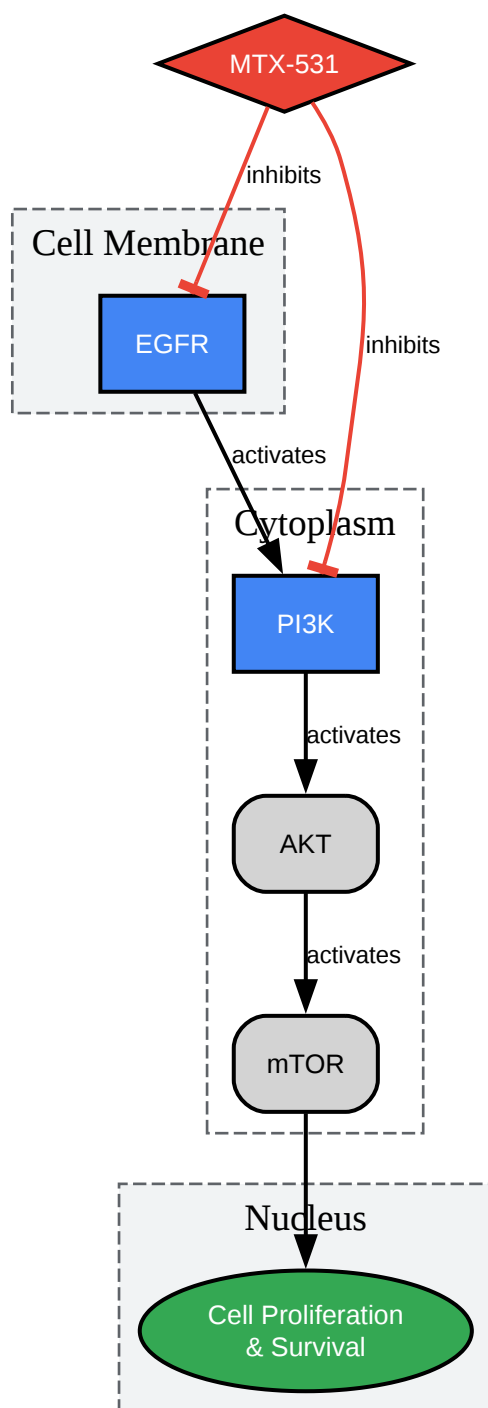 MTX-531
inhibits
Cell Membrane
EGFR
inhibits
activates
Cytoplasm
PI3K
activates
AKT
activates
mTOR
Nucleus
Cell Proliferation
& Survival